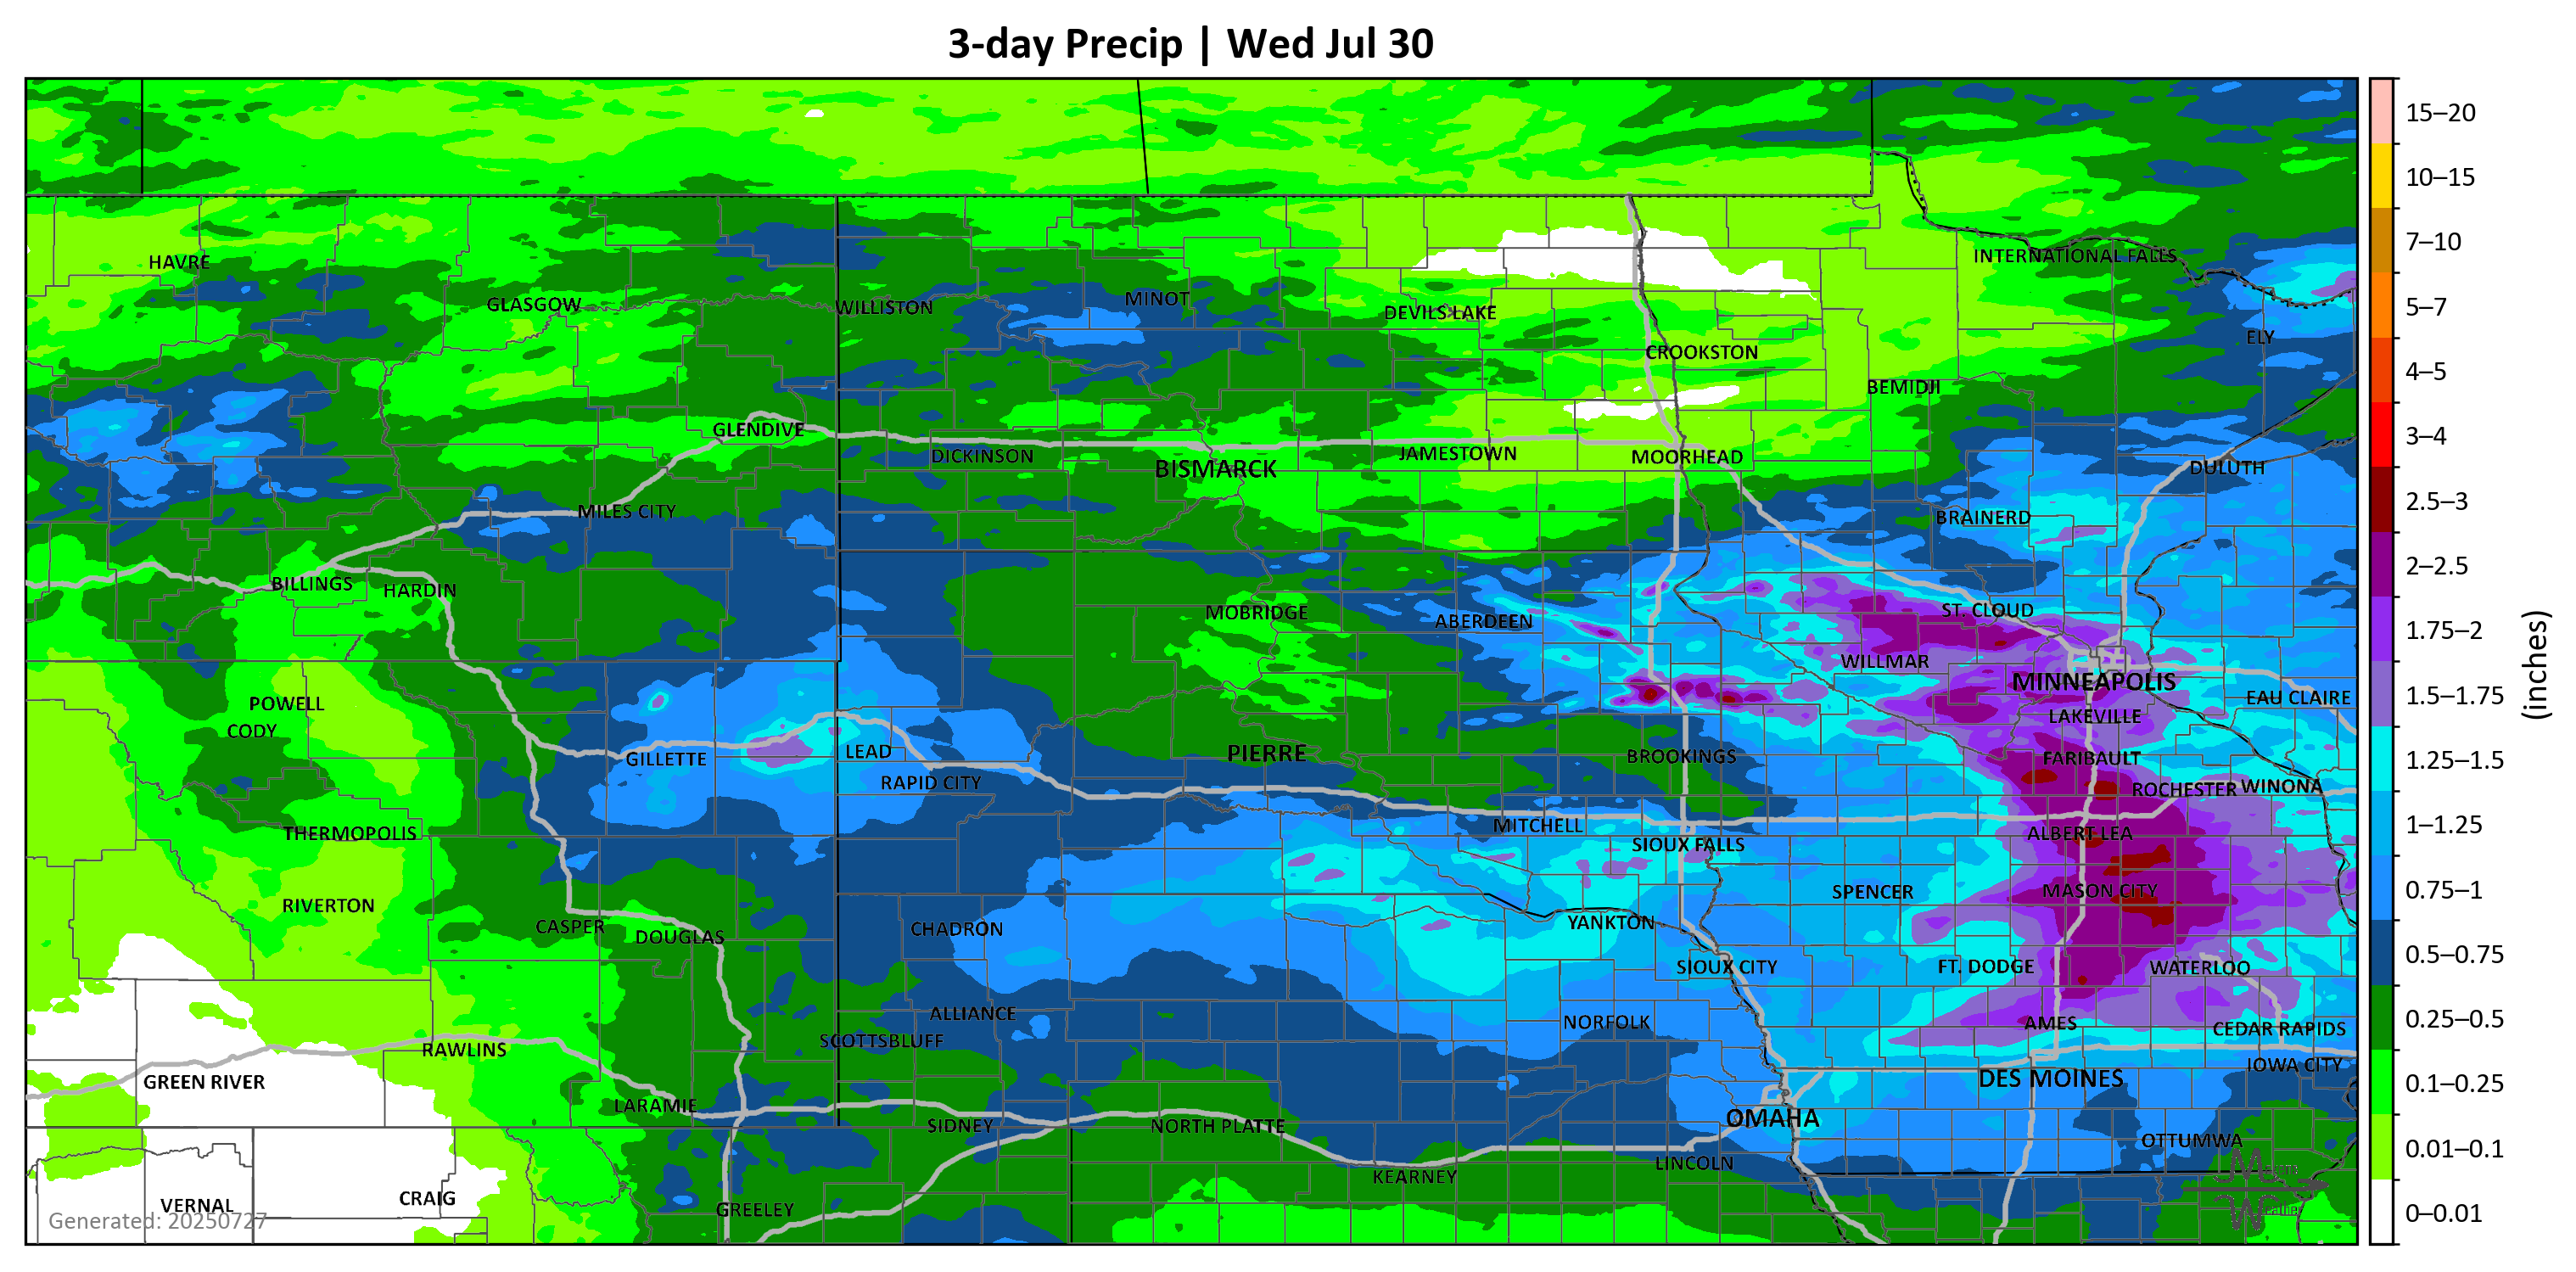 3-day Precip | Wed Jul 30
HAVRE
GLASGOW
WILLISTON
MINOT
DEVILS LAKE
INTERNATIONAL FALLS
ELY
CROOKSTON
BEMIDJI
GLENDIVE
DICKINSON
BISMARCK
JAMESTOWN
MOORHEAD
DULUTH
MILES CITY
BRAINERD
BILLINGS
HARDIN
MOBRIDGE
ABERDEEN
ST. CLOUD
WILLMAR
MINNEAPOLIS
EAU CLAIRE
POWELL
CODY
LAKEVILLE
GILLETTE
LEAD
PIERRE
BROOKINGS
FARIBAULT
RAPID CITY
ROCHESTER
WINONA
THERMOPOLIS
MITCHELL
ALBERT LEA
SIOUX FALLS
SPENCER
MASON CITY
RIVERTON
CASPER
DOUGLAS
CHADRON
YANKTON
SIOUX CITY
FT. DODGE
WATERLOO
ALLIANCE
NORFOLK
AMES
CEDAR RAPIDS
SCOTTSBLUFF
RAWLINS
IOWA CITY
GREEN RIVER
DES MOINES
LARAMIE
SIDNEY
NORTH PLATTE
OMAHA
OTTUMWA
KEARNEY
LINCOLN
VERNAL
CRAIG
GREELEY
Generated: 20250727
15–20
10–15
7–10
5–7
4–5
3–4
2.5–3
2–2.5
1.75–2
1.5–1.75
1.25–1.5
1–1.25
0.75–1
0.5–0.75
0.25–0.5
0.1–0.25
0.01–0.1
0–0.01
(inches)